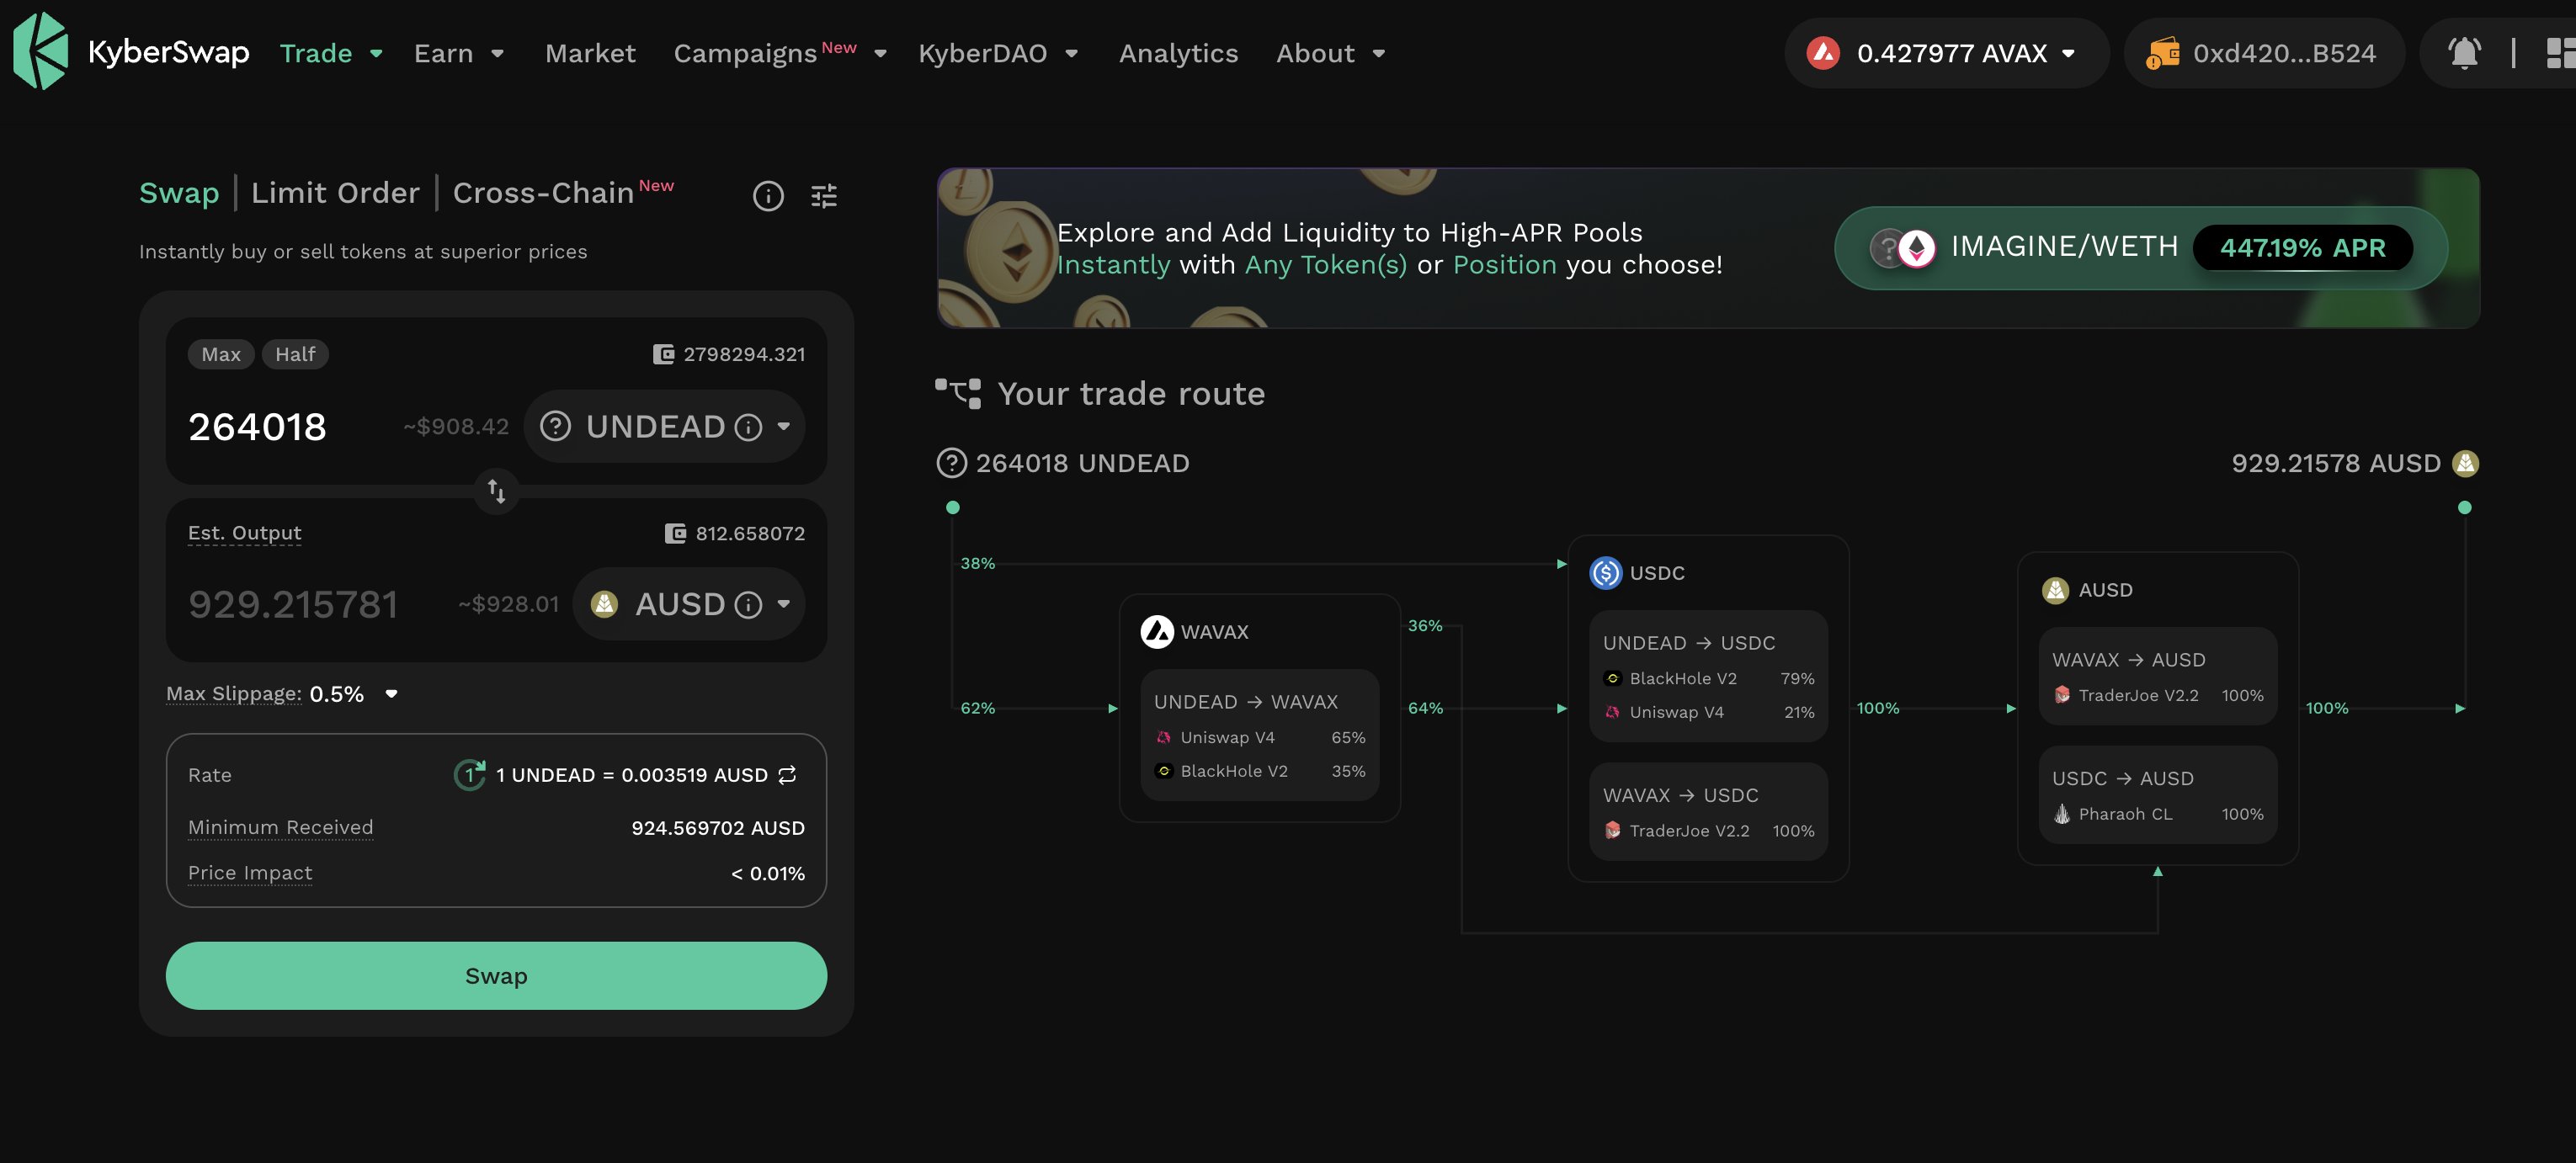 KyberSwap Trade Earn Market Campaigns New KyberDAO Analytics About 0.427977 AVAX 0xd420...B524
Swap | Limit Order | Cross-Chain New
Instantly buy or sell tokens at superior prices
Max Half 2798294.321
264018 ~$908.42 UNDEAD
Est. Output 812.658072
929.215781 ~$928.01 AUSD
Max Slippage: 0.5%
Rate 1 UNDEAD = 0.003519 AUSD
Minimum Received 924.569702 AUSD
Price Impact < 0.01%
Swap
Explore and Add Liquidity to High-APR Pools
Instantly with Any Token(s) or Position you choose!
IMAGINE/WETH 447.19% APR
Your trade route
264018 UNDEAD 929.21578 AUSD
38%
62%
WAVAX
UNDEAD → WAVAX
Uniswap V4 65%
BlackHole V2 35%
36%
64%
USDC
UNDEAD → USDC
BlackHole V2 79%
Uniswap V4 21%
WAVAX → USDC
TraderJoe V2.2 100%
100%
AUSD
WAVAX → AUSD
TraderJoe V2.2 100%
USDC → AUSD
Pharaoh CL 100%
100%